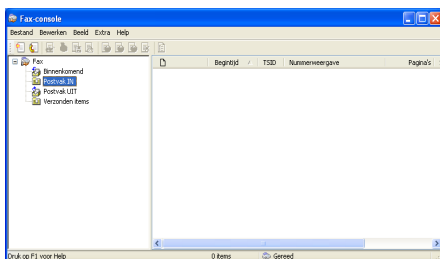 Fax-console
Bestand Bewerken Beeld Extra Help
Fax
Binnenkomend
Postvak IN
Postvak UIT
Verzonden items
Begintijd TSID Nummerweergave Pagina's
Druk op F1 voor Help 0 items Gereed